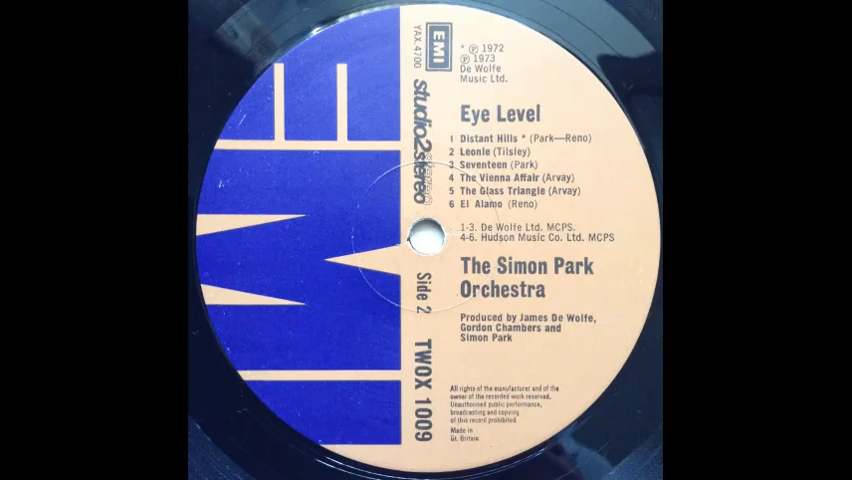 EMI
YAX.4700
studio2stereo
Side 2
TWOX 1009
* ℗ 1972
℗ 1973
De Wolfe
Music Ltd.
Eye Level
1 Distant Hills * (Park—Reno)
2 Leonie (Tilsley)
3 Seventeen (Park)
4 The Vienna Affair (Arvay)
5 The Glass Triangle (Arvay)
6 El Alamo (Reno)
1-3. De Wolfe Ltd. MCPS.
4-6. Hudson Music Co. Ltd. MCPS
The Simon Park
Orchestra
Produced by James De Wolfe,
Gordon Chambers and
Simon Park
All rights of the manufacturer and of the
owner of the recorded work reserved.
Unauthorised public performance,
broadcasting and copying
of this record prohibited
Made in
Gt. Britain